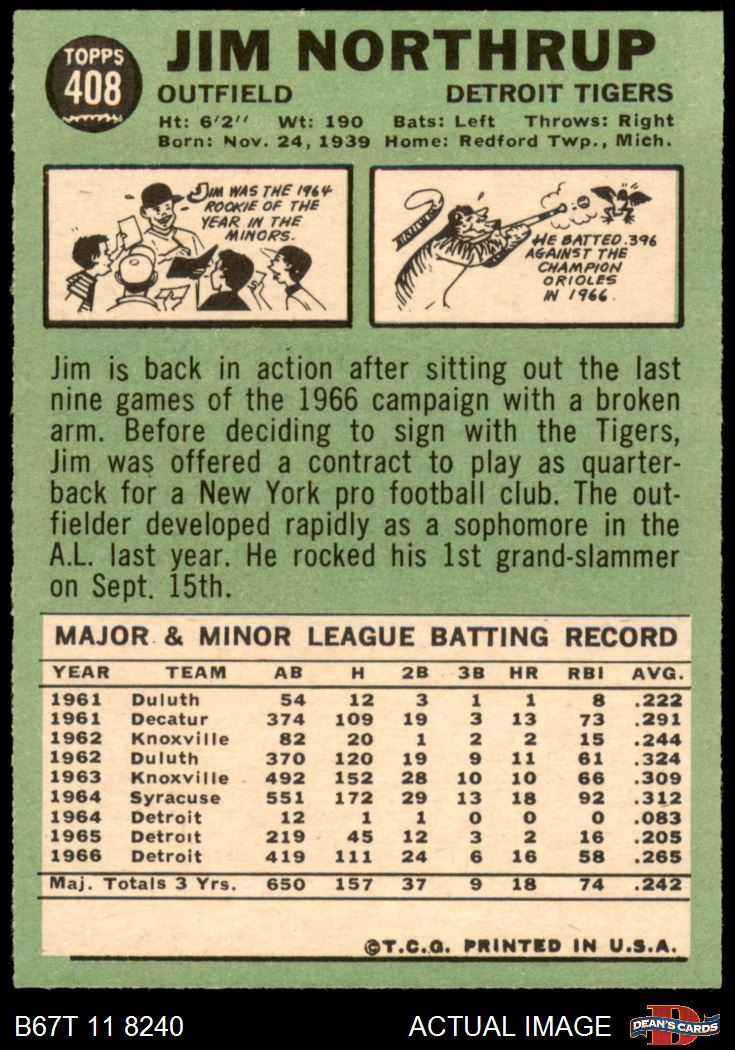 TOPPS
408
JIM NORTHRUP
OUTFIELD DETROIT TIGERS
Ht: 6'2" Wt: 190 Bats: Left Throws: Right
Born: Nov. 24, 1939 Home: Redford Twp., Mich.
JIM WAS THE 1964
ROOKIE OF THE
YEAR IN THE
MINORS.
HE BATTED .396
AGAINST THE
CHAMPION
ORIOLES
IN 1966.
Jim is back in action after sitting out the last
nine games of the 1966 campaign with a broken
arm. Before deciding to sign with the Tigers,
Jim was offered a contract to play as quarter-
back for a New York pro football club. The out-
fielder developed rapidly as a sophomore in the
A.L. last year. He rocked his 1st grand-slammer
on Sept. 15th.
MAJOR & MINOR LEAGUE BATTING RECORD
YEAR TEAM AB H 2B 3B HR RBI AVG.
1961 Duluth 54 12 3 1 1 8 .222
1961 Decatur 374 109 19 3 13 73 .291
1962 Knoxville 82 20 1 2 2 15 .244
1962 Duluth 370 120 19 9 11 61 .324
1963 Knoxville 492 152 28 10 10 66 .309
1964 Syracuse 551 172 29 13 18 92 .312
1964 Detroit 12 1 1 0 0 0 .083
1965 Detroit 219 45 12 3 2 16 .205
1966 Detroit 419 111 24 6 16 58 .265
Maj. Totals 3 Yrs. 650 157 37 9 18 74 .242
©T.C.G. PRINTED IN U.S.A.
B67T 11 8240 ACTUAL IMAGE
D
DEAN'S CARDS